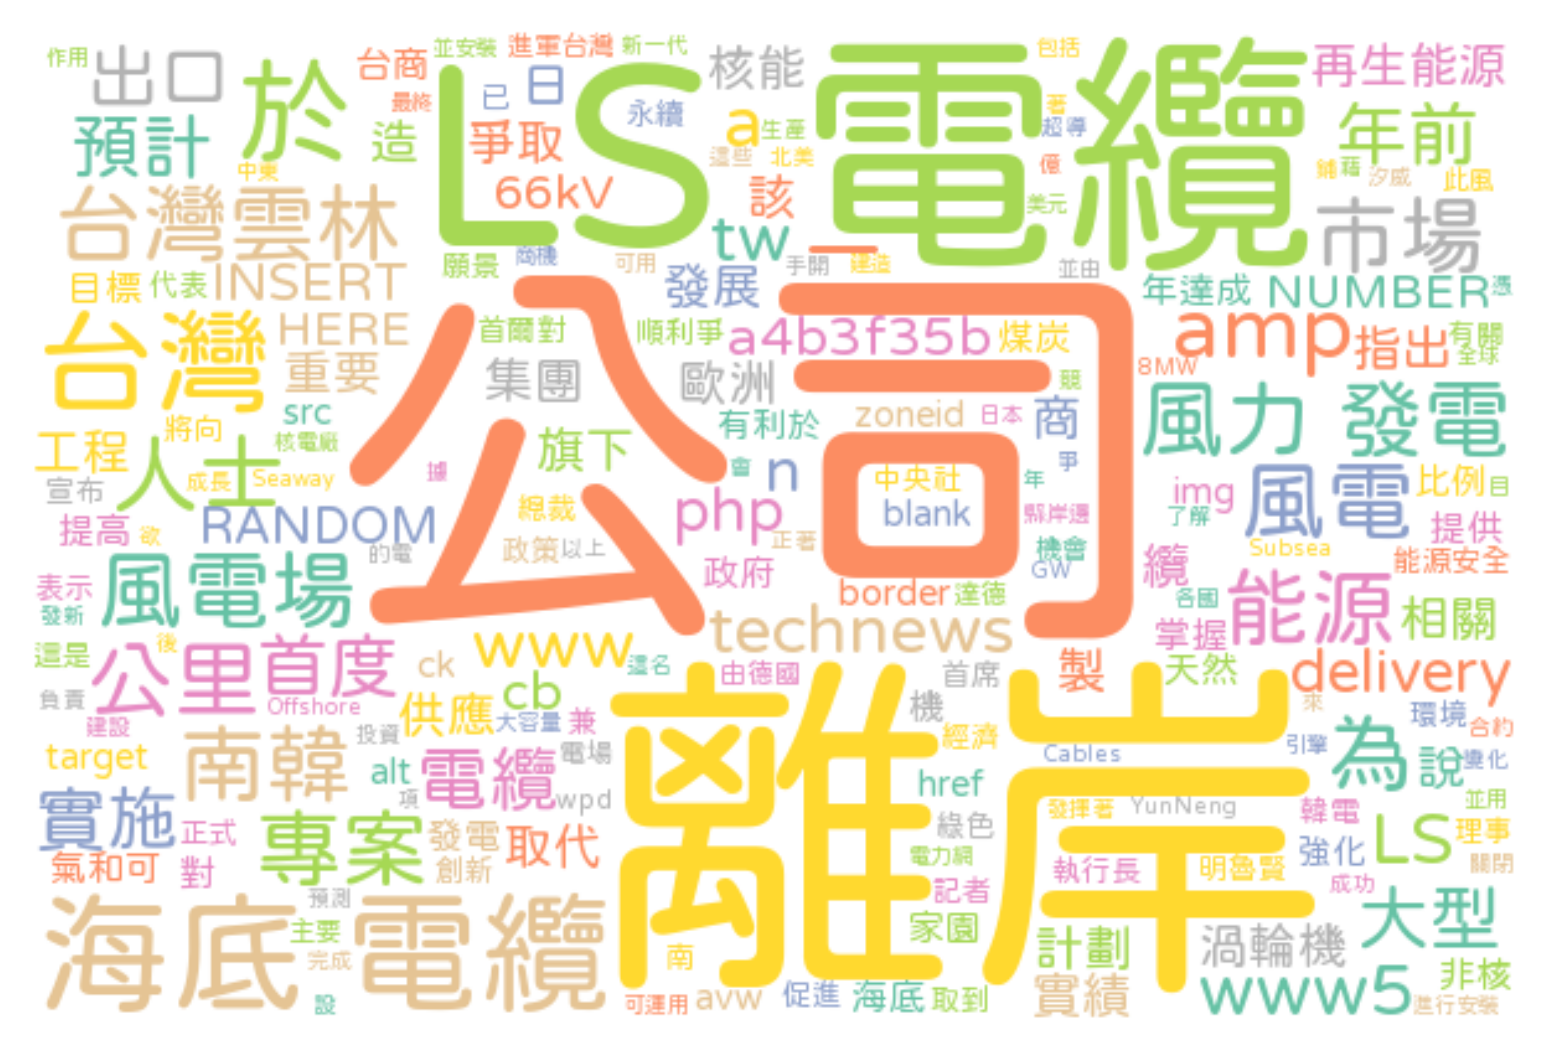 作用 出口 於 台商 並安裝 進軍台灣 新一代 核能 包括 再生能源
預計 造 最終 LS 電纜 已 日 永續 a 生產 著 超導 年前
爭取 這些 北美 中東 66kV 該 億 鋪 藉 汐威 此風
台灣雲林 tw _ 美元 市場
願景 商機 可用 發展 手開 建造 並由
目標 代表 INSERT 年達成 NUMBER 憑
台灣 HERE 首爾對 順利爭 a4b3f35b 煤炭 amp 指出 有關 全球
重要 公司 集團 歐洲 競 8MW 風力 發電
src 將向 核電廠 旗下 有利於 zoneid 日本 商
工程 人士 成長 Seaway 據 會 n 中央社 年 爭 img 風電 比例 目
宣布 提高 欲 RANDOM 總裁 php blank 縣岸邊 了解 提供
的電 政策 以上 正著 機會 GW 纜 Subsea 能源安全
表示 發新 風電場 政府 border 達德 各國 能源 相關
這是 後 公里 首度 technews 掌握
ck www 這名 由德國 首席 製 天然 delivery
負責 建設 Offshore 供應 cb 大容量 兼 離岸 機 來 環境 合約
target 南韓 投資 alt 電纜 電場 經濟 Cables 引擎 為 說 變化
實施 項 wpd href 發揮著 YunNeng 韓電 並用
正式 專案 發電 取代 綠色 強化 LS 理事
氣和可 對 創新 電力網 執行長 明魯賢 成功 關閉
海底 電纜 預測 記者 大型
主要 完成 南 家園 計劃 渦輪機 非核
設 可運用 avw 促進 海底 取到 實績 www5 進行安裝